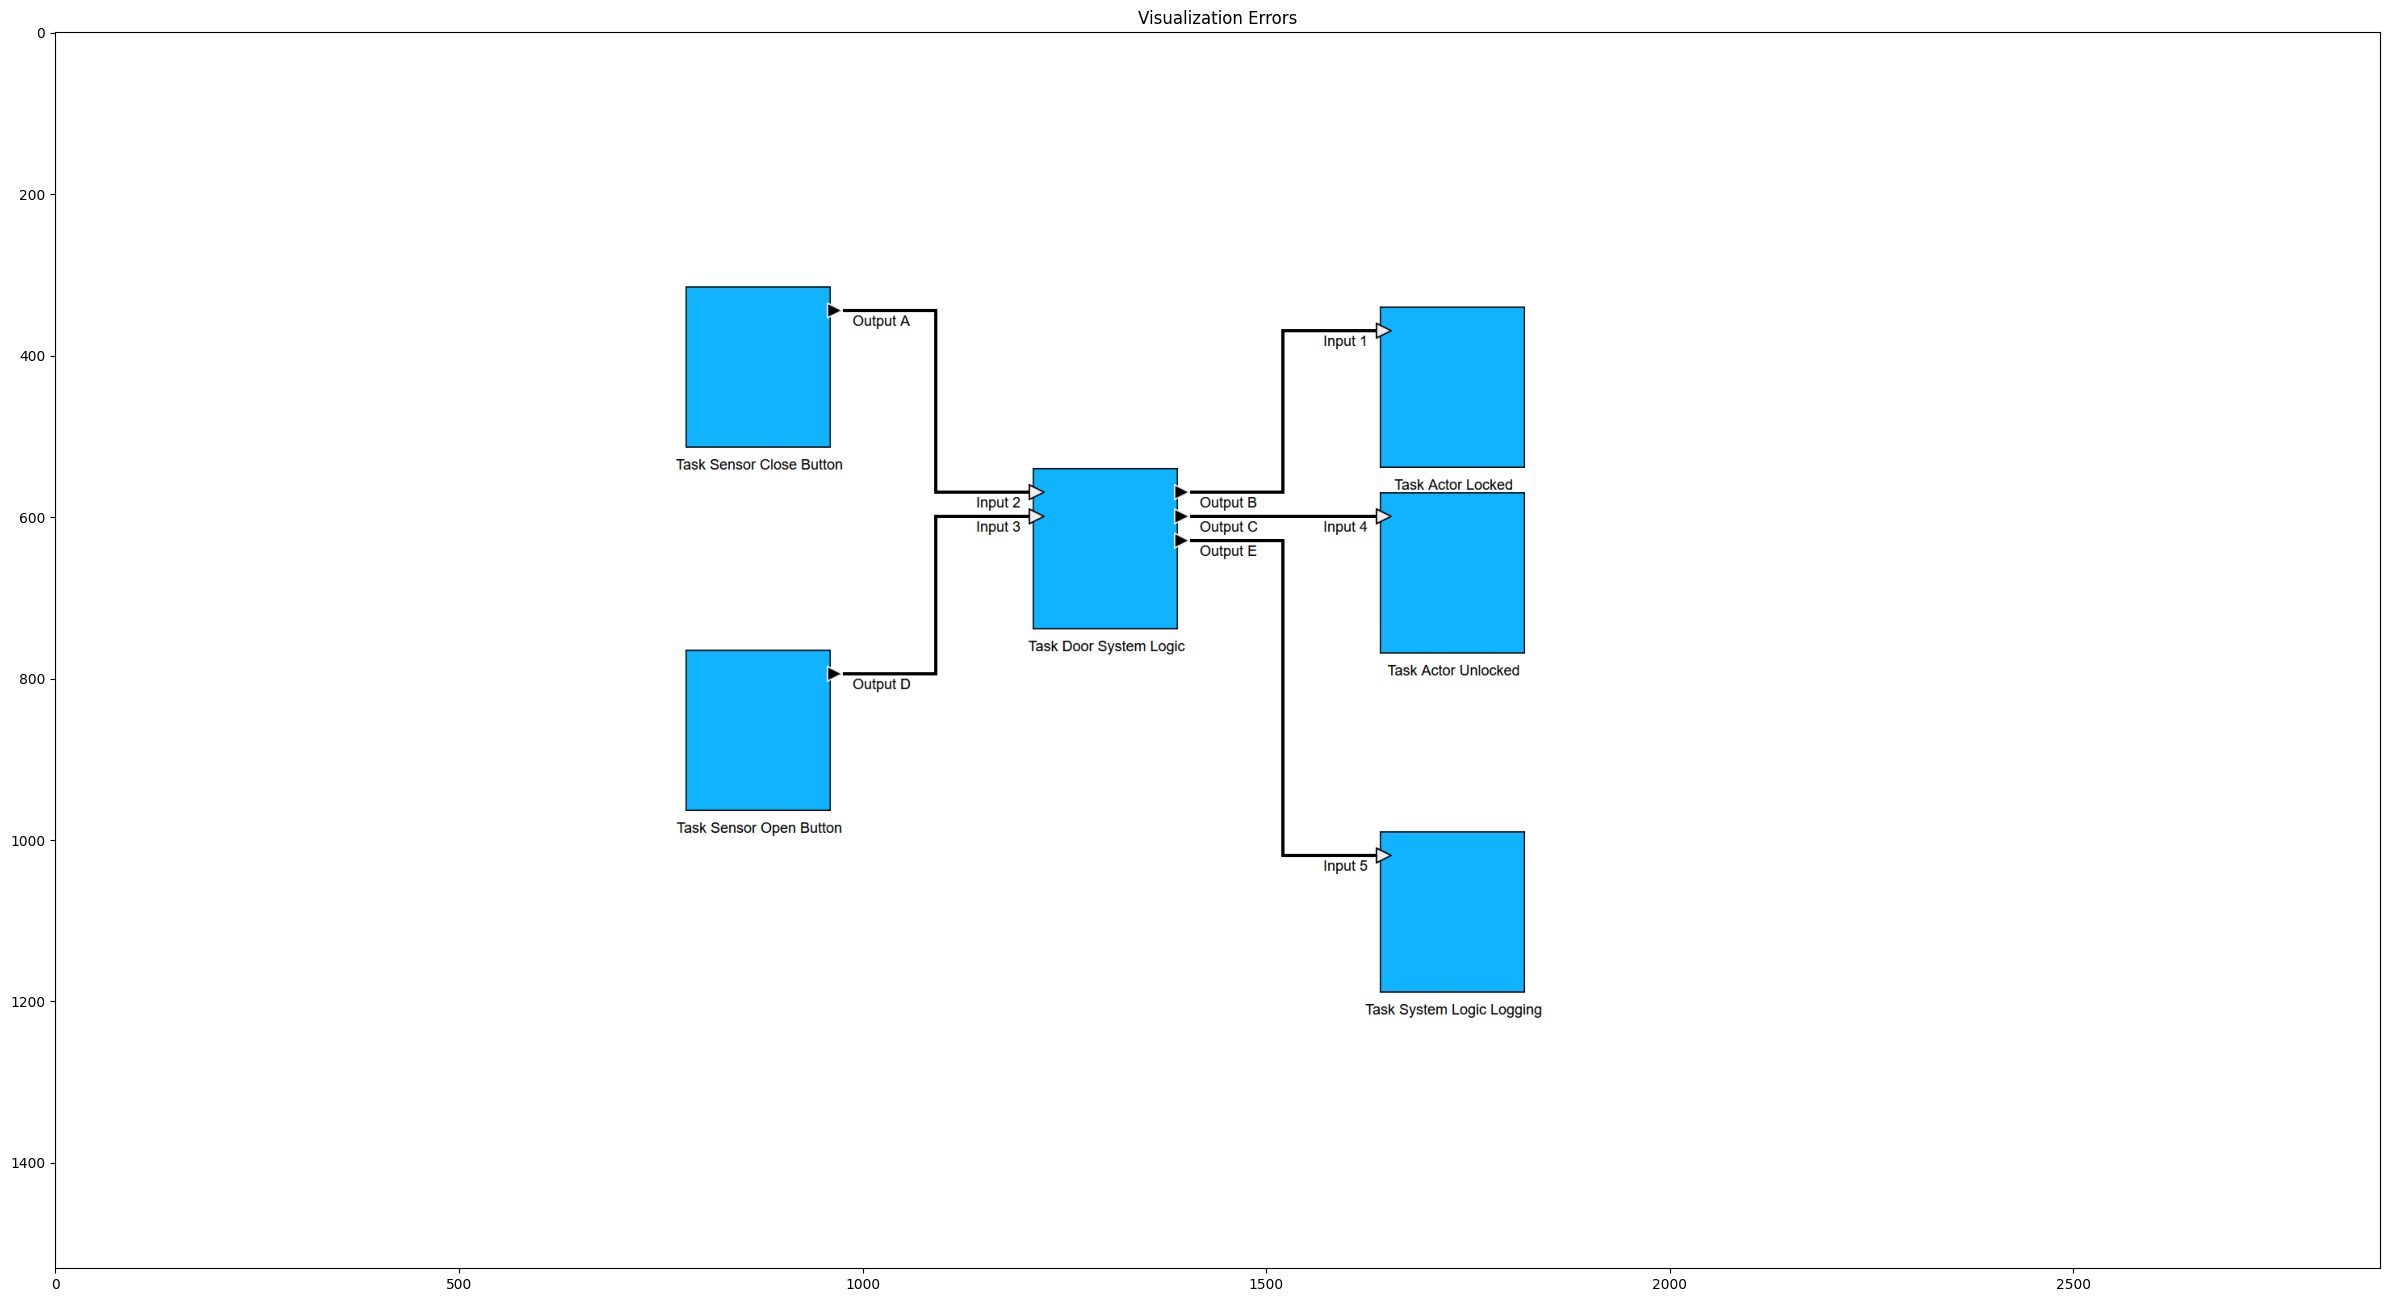 Visualization Errors
0
200
400
600
800
1000
1200
1400
Output A
Task Sensor Close Button
Output D
Task Sensor Open Button
Input 2
Input 3
Output B
Output C
Output E
Task Door System Logic
Input 1
Task Actor Locked
Input 4
Task Actor Unlocked
Input 5
Task System Logic Logging
0
500
1000
1500
2000
2500